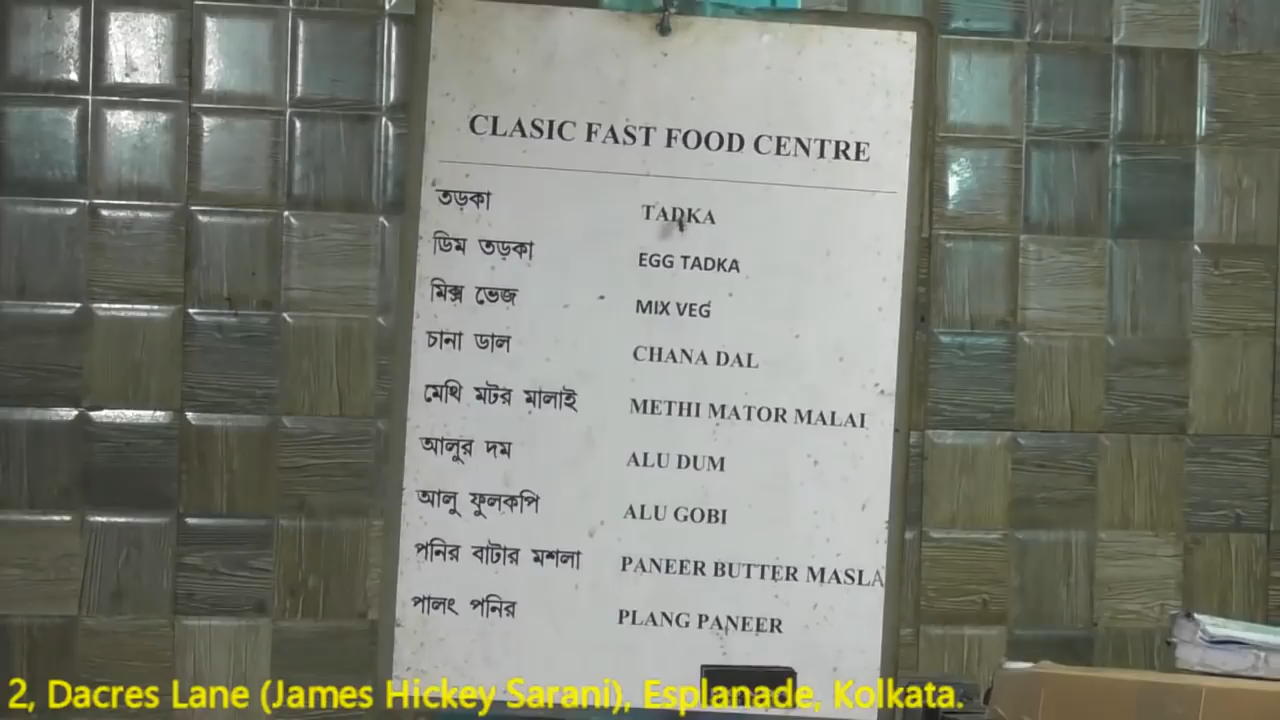 CLASIC FAST FOOD CENTRE
তড়কা TADKA
ডিম তড়কা EGG TADKA
মিক্স ভেজ MIX VEG
চানা ডাল CHANA DAL
মেথি মটর মালাই METHI MATOR MALAI
আলুর দম ALU DUM
আলু ফুলকপি ALU GOBI
পনির বাটার মশলা PANEER BUTTER MASLA
পালং পনির PLANG PANEER
2, Dacres Lane (James Hickey Sarani), Esplanade, Kolkata.